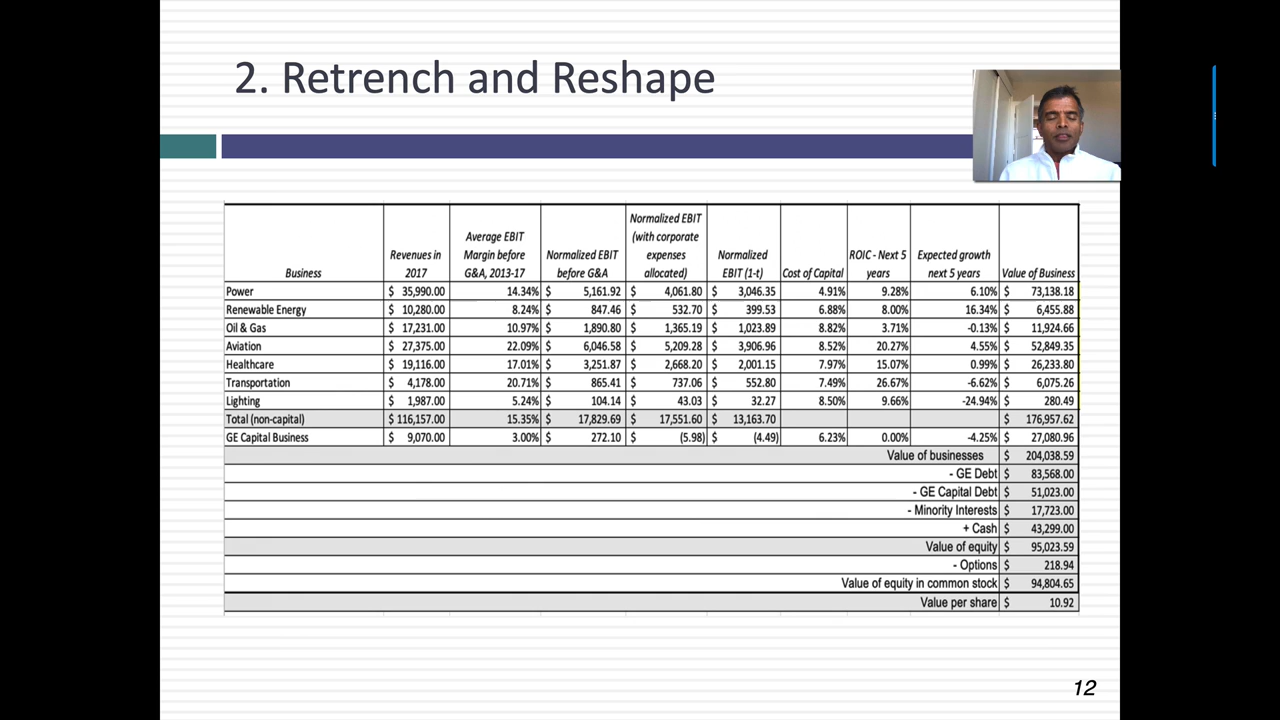 2. Retrench and Reshape
Business | Revenues in 2017 | Average EBIT Margin before G&A, 2013-17 | Normalized EBIT before G&A | Normalized EBIT (with corporate expenses allocated) | Normalized EBIT (1-t) | Cost of Capital | ROIC - Next 5 years | Expected growth next 5 years | Value of Business
Power | $ 35,990.00 | 14.34% | $ 5,161.92 | $ 4,061.80 | $ 3,046.35 | 4.91% | 9.28% | 6.10% | $ 73,138.18
Renewable Energy | $ 10,280.00 | 8.24% | $ 847.46 | $ 532.70 | $ 399.53 | 6.88% | 8.00% | 16.34% | $ 6,455.88
Oil & Gas | $ 17,231.00 | 10.97% | $ 1,890.80 | $ 1,365.19 | $ 1,023.89 | 8.82% | 3.71% | -0.13% | $ 11,924.66
Aviation | $ 27,375.00 | 22.09% | $ 6,046.58 | $ 5,209.28 | $ 3,906.96 | 8.52% | 20.27% | 4.55% | $ 52,849.35
Healthcare | $ 19,116.00 | 17.01% | $ 3,251.87 | $ 2,668.20 | $ 2,001.15 | 7.97% | 15.07% | 0.99% | $ 26,233.80
Transportation | $ 4,178.00 | 20.71% | $ 865.41 | $ 737.06 | $ 552.80 | 7.49% | 26.67% | -6.62% | $ 6,075.26
Lighting | $ 1,987.00 | 5.24% | $ 104.14 | $ 43.03 | $ 32.27 | 8.50% | 9.66% | -24.94% | $ 280.49
Total (non-capital) | $ 116,157.00 | 15.35% | $ 17,829.69 | $ 17,551.60 | $ 13,163.70 | $ 176,957.62
GE Capital Business | $ 9,070.00 | 3.00% | $ 272.10 | $ (5.98) | $ (4.49) | 6.23% | 0.00% | -4.25% | $ 27,080.96
Value of businesses | $ 204,038.59
- GE Debt | $ 83,568.00
- GE Capital Debt | $ 51,023.00
- Minority Interests | $ 17,723.00
+ Cash | $ 43,299.00
Value of equity | $ 95,023.59
- Options | $ 218.94
Value of equity in common stock | $ 94,804.65
Value per share | $ 10.92
12